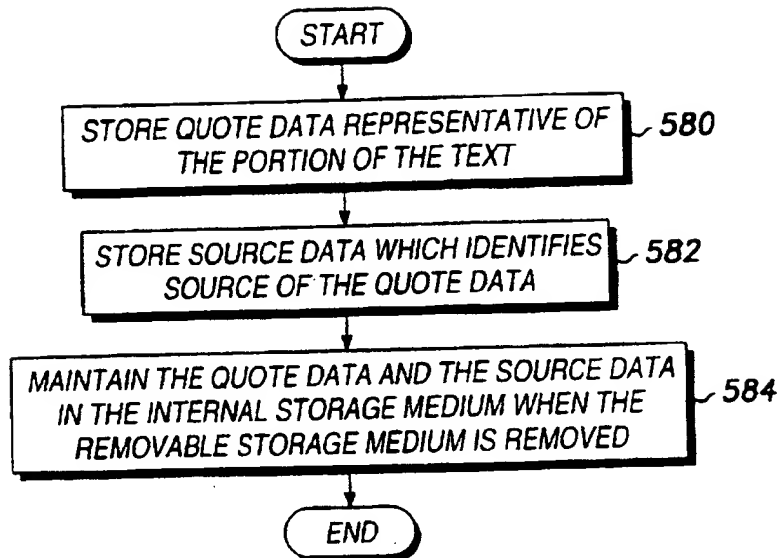 START
STORE QUOTE DATA REPRESENTATIVE OF
THE PORTION OF THE TEXT
580
STORE SOURCE DATA WHICH IDENTIFIES
SOURCE OF THE QUOTE DATA
582
MAINTAIN THE QUOTE DATA AND THE SOURCE DATA
IN THE INTERNAL STORAGE MEDIUM WHEN THE
REMOVABLE STORAGE MEDIUM IS REMOVED
584
END